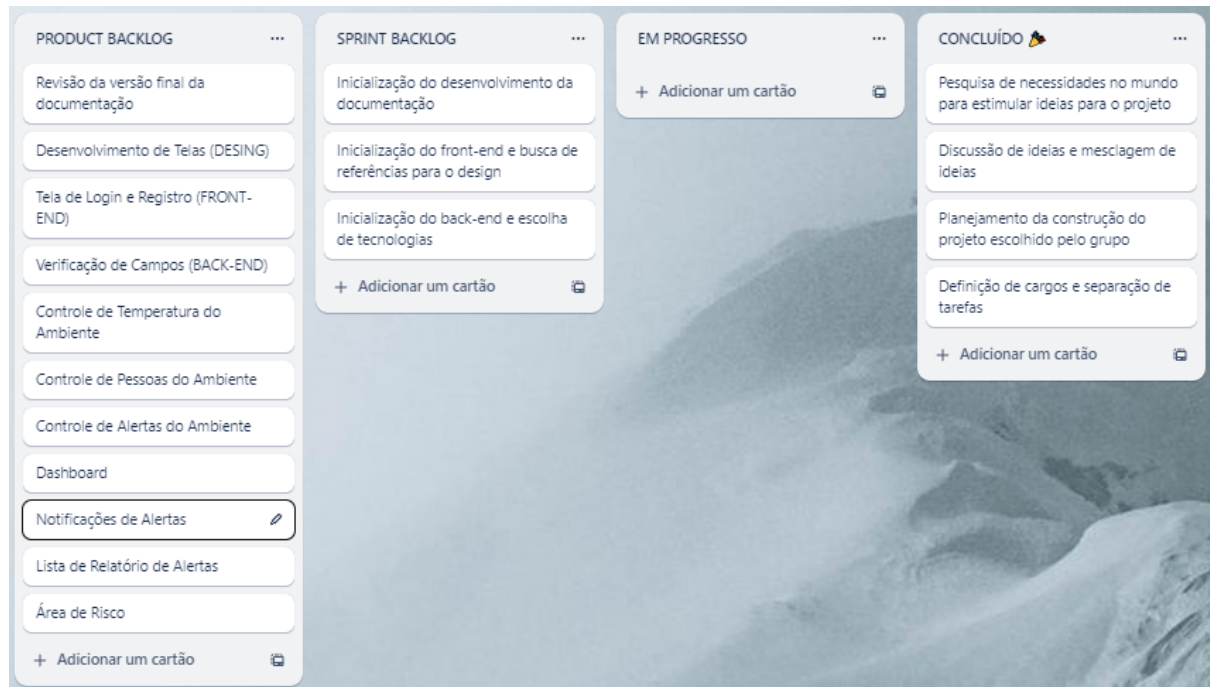 PRODUCT BACKLOG
Revisão da versão final da
documentação
Desenvolvimento de Telas (DESING)
Tela de Login e Registro (FRONT-
END)
Verificação de Campos (BACK-END)
Controle de Temperatura do
Ambiente
Controle de Pessoas do Ambiente
Controle de Alertas do Ambiente
Dashboard
Notificações de Alertas
Lista de Relatório de Alertas
Área de Risco
+ Adicionar um cartão
SPRINT BACKLOG
Inicialização do desenvolvimento da
documentação
Inicialização do front-end e busca de
referências para o design
Inicialização do back-end e escolha
de tecnologias
+ Adicionar um cartão
EM PROGRESSO
+ Adicionar um cartão
CONCLUÍDO 🎉
Pesquisa de necessidades no mundo
para estimular ideias para o projeto
Discussão de ideias e mesclagem de
ideias
Planejamento da construção do
projeto escolhido pelo grupo
Definição de cargos e separação de
tarefas
+ Adicionar um cartão